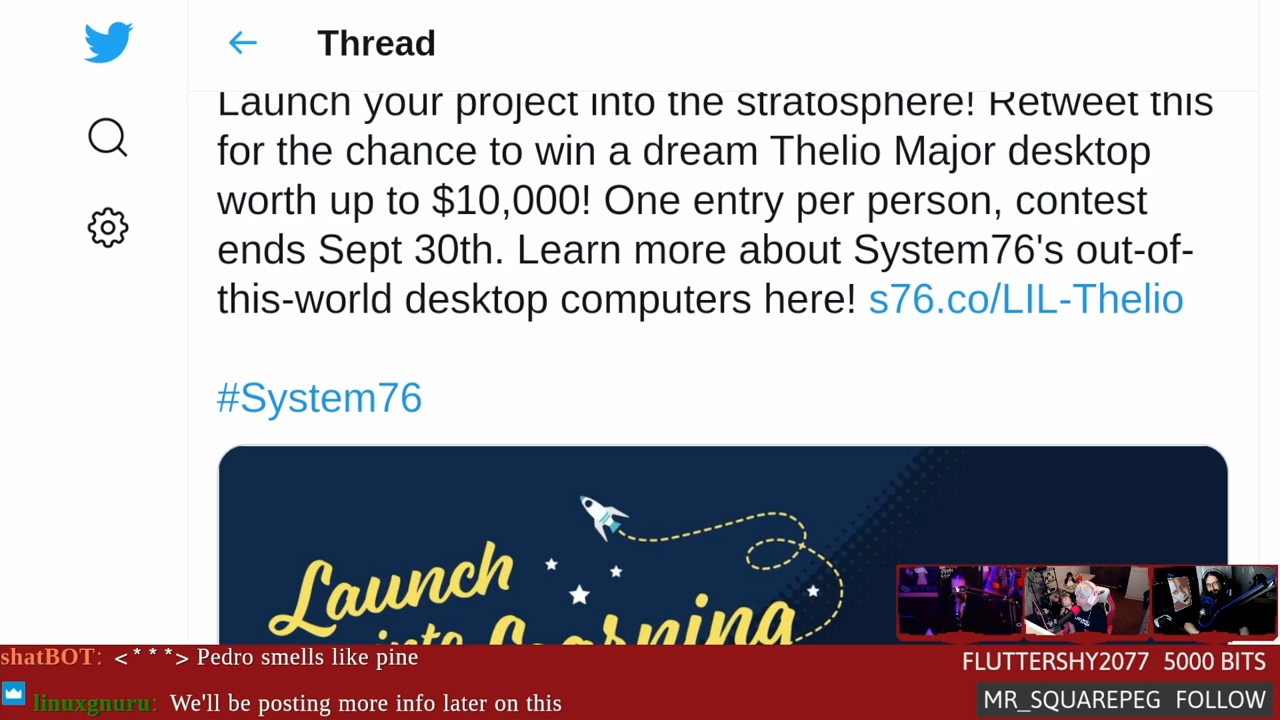 Thread
Launch your project into the stratosphere! Retweet this
for the chance to win a dream Thelio Major desktop
worth up to $10,000! One entry per person, contest
ends Sept 30th. Learn more about System76's out-of-
this-world desktop computers here! s76.co/LIL-Thelio
#System76
Launch
into Learning
shatBOT: <***> Pedro smells like pine
FLUTTERSHY2077 5000 BITS
linuxgnuru: We'll be posting more info later on this
MR_SQUAREPEG FOLLOW